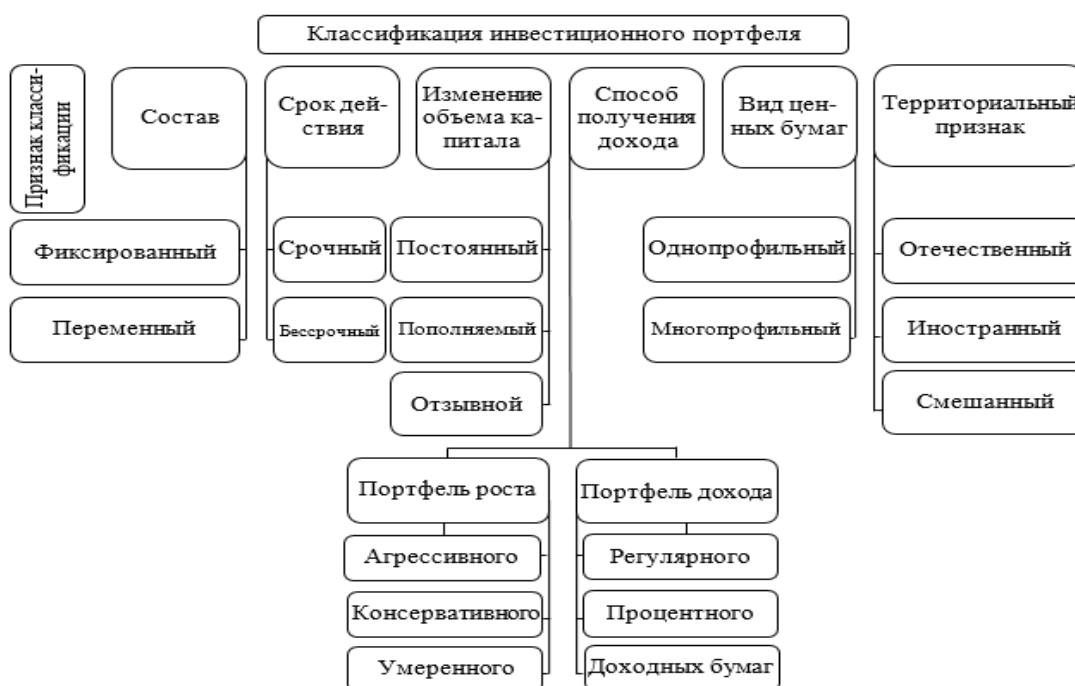 Классификация инвестиционного портфеля
Признак класси-
фикации
Состав
Срок дей-
ствия
Изменение
объема ка-
питала
Способ
получения
дохода
Вид цен-
ных бумаг
Территориальный
признак
Фиксированный
Срочный
Постоянный
Однопрофильный
Отечественный
Переменный
Бессрочный
Пополняемый
Многопрофильный
Иностранный
Отзывной
Смешанный
Портфель роста
Портфель дохода
Агрессивного
Регулярного
Консервативного
Процентного
Умеренного
Доходных бумаг